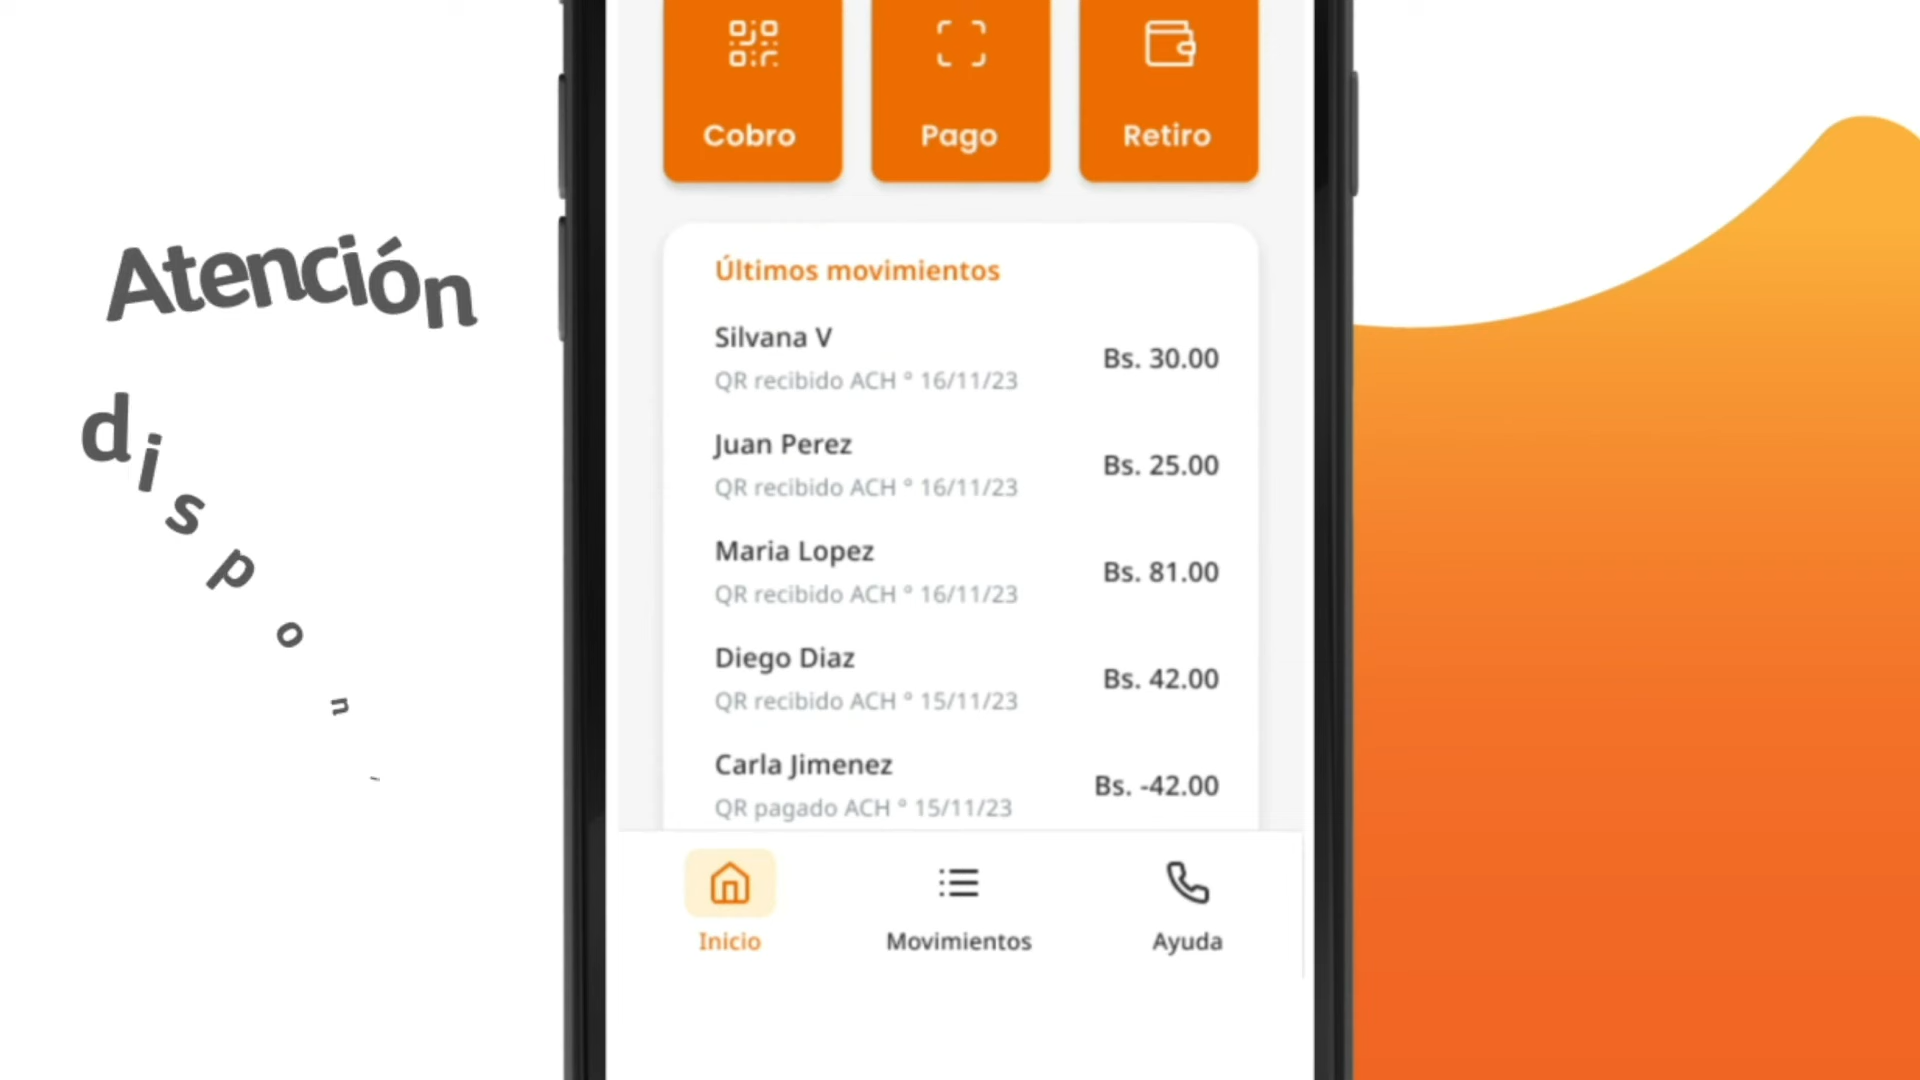 Cobro
Pago
Retiro
Atención
dispon
Últimos movimientos
Silvana V
Bs. 30.00
QR recibido ACH ° 16/11/23
Juan Perez
Bs. 25.00
QR recibido ACH ° 16/11/23
Maria Lopez
Bs. 81.00
QR recibido ACH ° 16/11/23
Diego Diaz
Bs. 42.00
QR recibido ACH ° 15/11/23
Carla Jimenez
Bs. -42.00
QR pagado ACH ° 15/11/23
Inicio
Movimientos
Ayuda